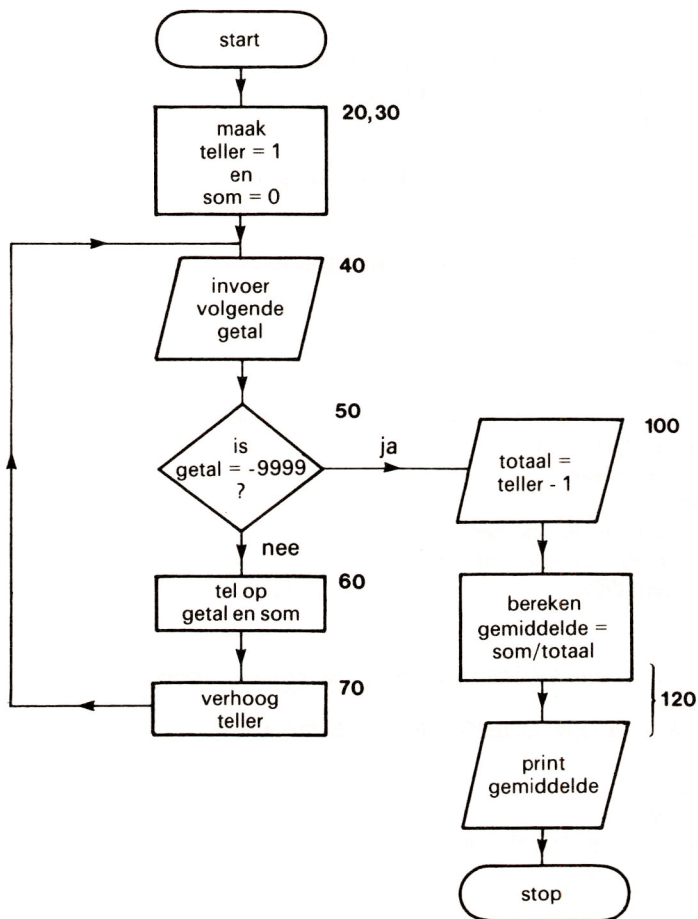 start
20,30
maak
teller = 1
en
som = 0
40
invoer
volgende
getal
50
is
getal = -9999
?
ja
nee
60
tel op
getal en som
70
verhoog
teller
100
totaal =
teller - 1
bereken
gemiddelde =
som/totaal
120
print
gemiddelde
stop